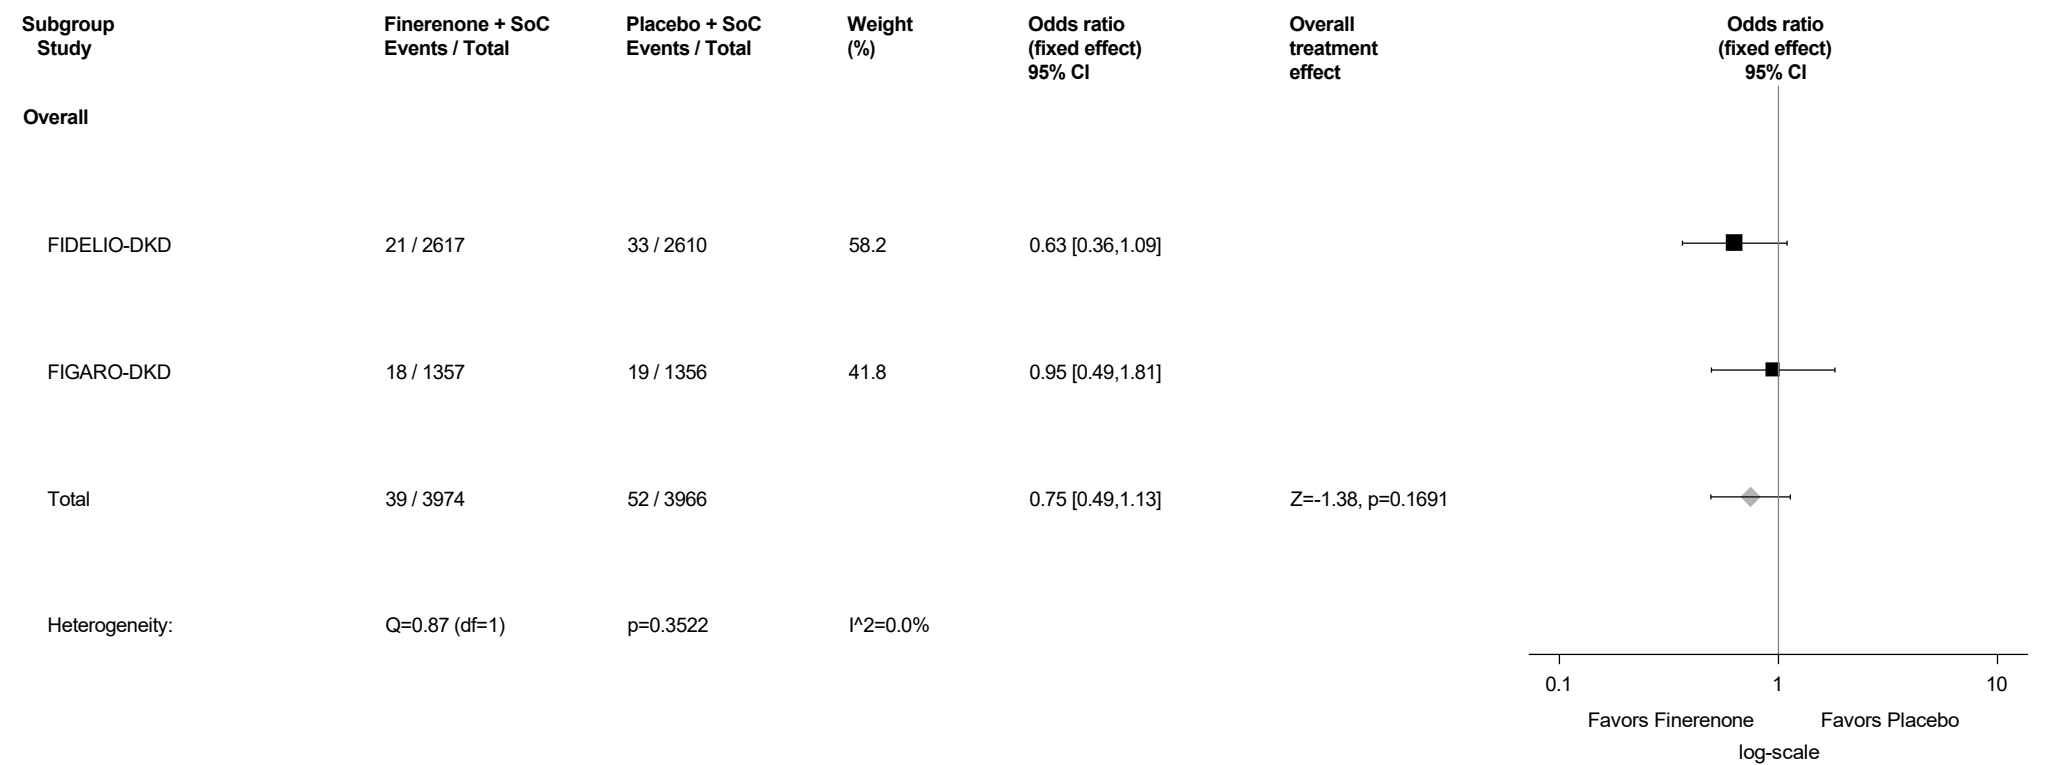 Subgroup Finerenone + SoC Placebo + SoC Weight Odds ratio Overall Odds ratio
Study Events / Total Events / Total (%) (fixed effect) treatment (fixed effect)
95% CI effect 95% CI
Overall
FIDELIO-DKD 21 / 2617 33 / 2610 58.2 0.63 [0.36,1.09]
FIGARO-DKD 18 / 1357 19 / 1356 41.8 0.95 [0.49,1.81]
Total 39 / 3974 52 / 3966 0.75 [0.49,1.13] Z=-1.38, p=0.1691
Heterogeneity: Q=0.87 (df=1) p=0.3522 I^2=0.0%
0.1 1 10
Favors Finerenone Favors Placebo
log-scale